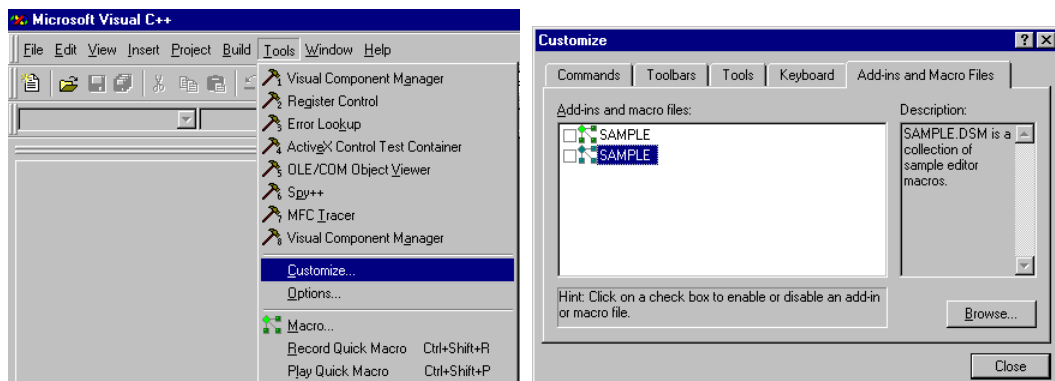 Microsoft Visual C++
File Edit View Insert Project Build Tools Window Help
Visual Component Manager
Register Control
Error Lookup
ActiveX Control Test Container
OLE/COM Object Viewer
Spy++
MFC Tracer
Visual Component Manager
Customize...
Options...
Macro...
Record Quick Macro Ctrl+Shift+R
Play Quick Macro Ctrl+Shift+P
Customize
Commands Toolbars Tools Keyboard Add-ins and Macro Files
Add-ins and macro files:
SAMPLE
SAMPLE
Description:
SAMPLE.DSM is a
collection of
sample editor
macros.
Hint: Click on a check box to enable or disable an add-in
or macro file.
Browse...
Close